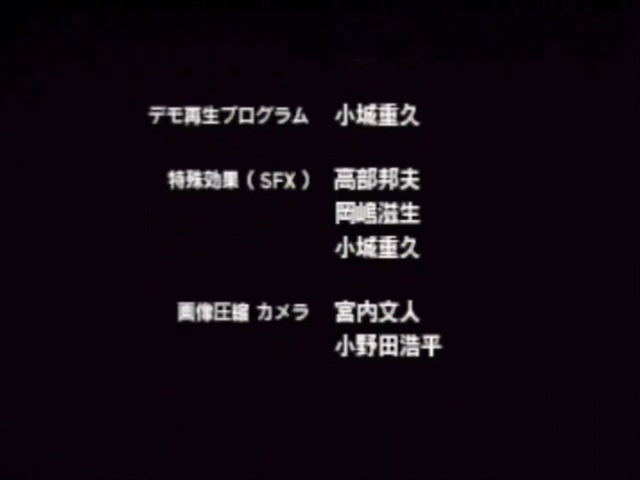 デモ再生プログラム 小城重久
特殊効果 ( SFX ) 高部邦夫
岡嶋滋生
小城重久
画像圧縮 カメラ 宮内文人
小野田浩平